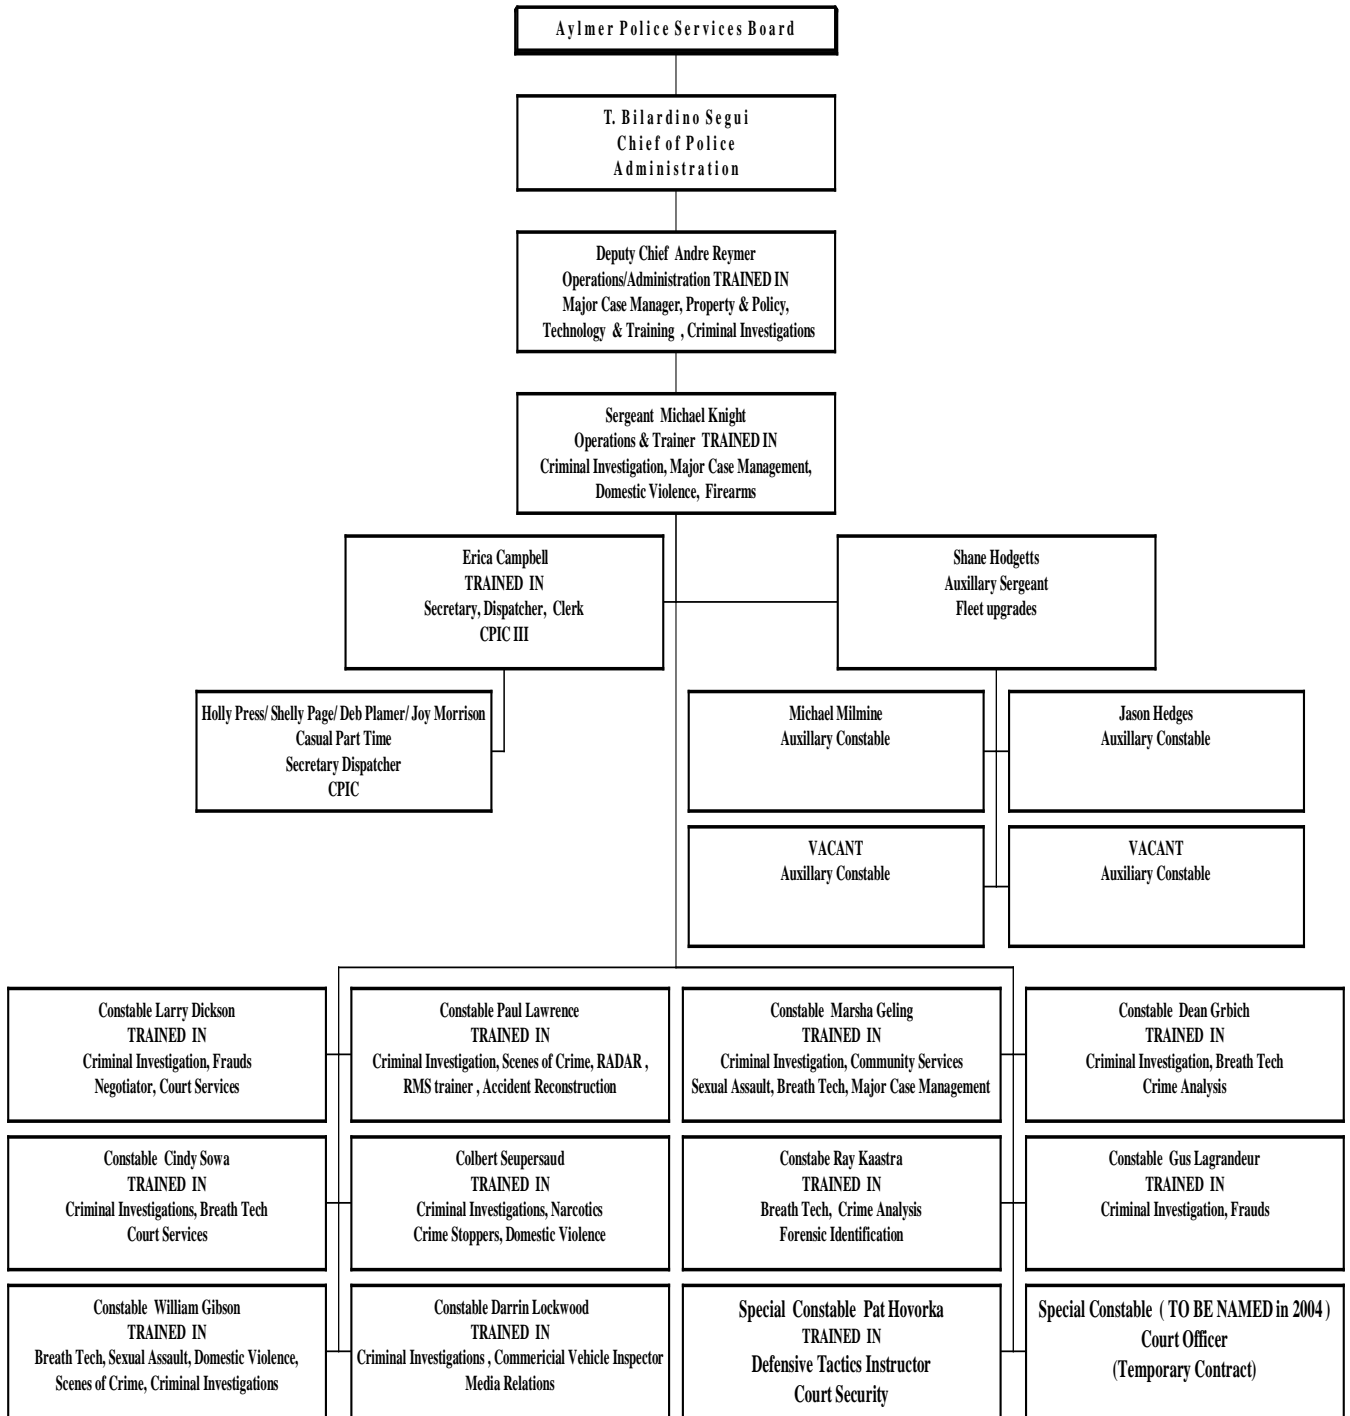 Aylmer Police Services Board
T. Bilardino Segui
Chief of Police
Administration
Deputy Chief Andre Reymer
Operations/Administration TRAINED IN
Major Case Manager, Property & Policy,
Technology & Training , Criminal Investigations
Sergeant Michael Knight
Operations & Trainer TRAINED IN
Criminal Investigation, Major Case Management,
Domestic Violence, Firearms
Erica Campbell
TRAINED IN
Secretary, Dispatcher, Clerk
CPIC III
Shane Hodgetts
Auxillary Sergeant
Fleet upgrades
Holly Press/ Shelly Page/ Deb Plamer/ Joy Morrison
Casual Part Time
Secretary Dispatcher
CPIC
Michael Milmine
Auxillary Constable
Jason Hedges
Auxillary Constable
VACANT
Auxillary Constable
VACANT
Auxiliary Constable
Constable Larry Dickson
TRAINED IN
Criminal Investigation, Frauds
Negotiator, Court Services
Constable Paul Lawrence
TRAINED IN
Criminal Investigation, Scenes of Crime, RADAR ,
RMS trainer , Accident Reconstruction
Constable Marsha Geling
TRAINED IN
Criminal Investigation, Community Services
Sexual Assault, Breath Tech, Major Case Management
Constable Dean Grbich
TRAINED IN
Criminal Investigation, Breath Tech
Crime Analysis
Constable Cindy Sowa
TRAINED IN
Criminal Investigations, Breath Tech
Court Services
Colbert Seupersaud
TRAINED IN
Criminal Investigations, Narcotics
Crime Stoppers, Domestic Violence
Constabe Ray Kaastra
TRAINED IN
Breath Tech, Crime Analysis
Forensic Identification
Constable Gus Lagrandeur
TRAINED IN
Criminal Investigation, Frauds
Constable William Gibson
TRAINED IN
Breath Tech, Sexual Assault, Domestic Violence,
Scenes of Crime, Criminal Investigations
Constable Darrin Lockwood
TRAINED IN
Criminal Investigations , Commericial Vehicle Inspector
Media Relations
Special Constable Pat Hovorka
TRAINED IN
Defensive Tactics Instructor
Court Security
Special Constable ( TO BE NAMED in 2004 )
Court Officer
(Temporary Contract)